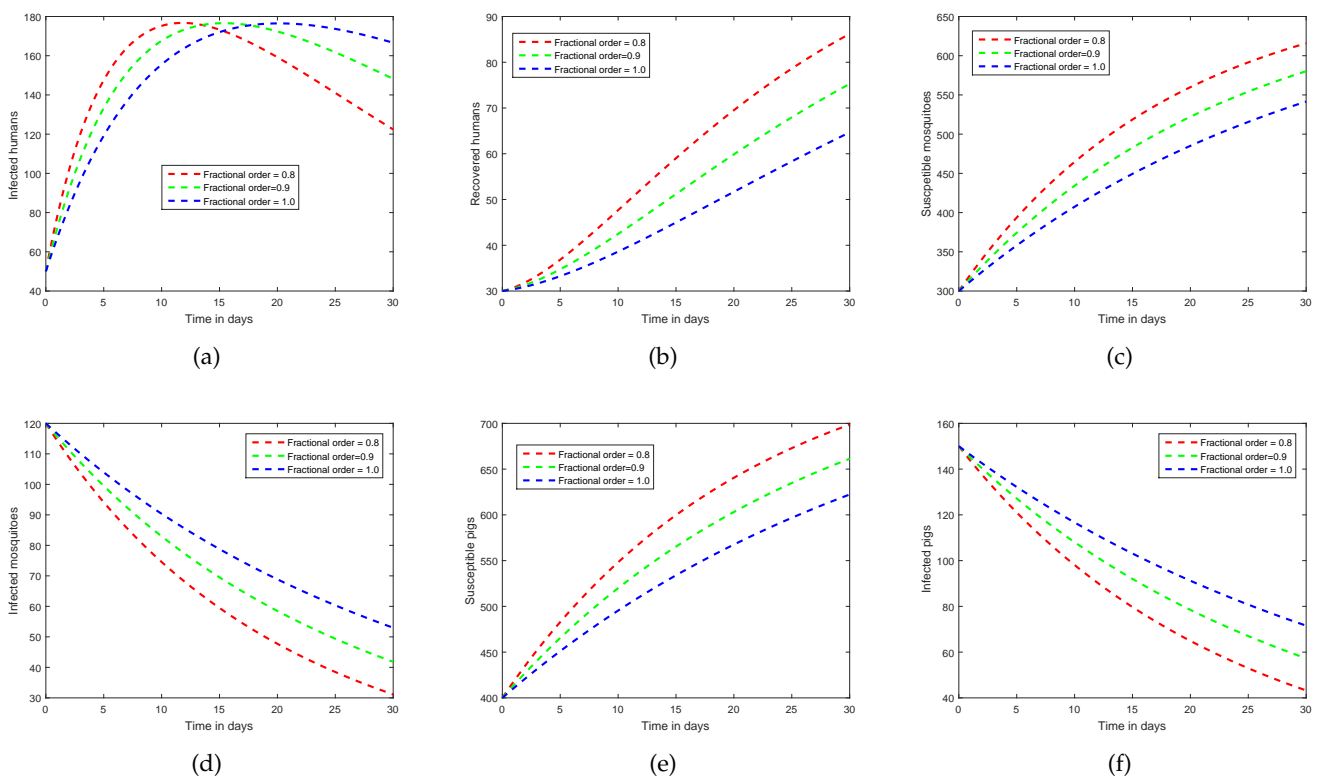 180
160
140
120
100
80
60
40
Infected humans
Fractional order = 0.8
Fractional order=0.9
Fractional order = 1.0
0 5 10 15 20 25 30
Time in days
(a)
90
80
70
60
50
40
30
Recovered humans
Fractional order = 0.8
Fractional order=0.9
Fractional order = 1.0
0 5 10 15 20 25 30
Time in days
(b)
650
600
550
500
450
400
350
300
Suscpetible mosquitoes
Fractional order = 0.8
Fractional order=0.9
Fractional order = 1.0
0 5 10 15 20 25 30
Time in days
(c)
120
110
100
90
80
70
60
50
40
30
Infected mosquitoes
Fractional order = 0.8
Fractional order=0.9
Fractional order = 1.0
0 5 10 15 20 25 30
Time in days
(d)
700
650
600
550
500
450
400
Susceptible pigs
Fractional order = 0.8
Fractional order=0.9
Fractional order = 1.0
0 5 10 15 20 25 30
Time in days
(e)
160
140
120
100
80
60
40
Infected pigs
Fractional order = 0.8
Fractional order=0.9
Fractional order = 1.0
0 5 10 15 20 25 30
Time in days
(f)